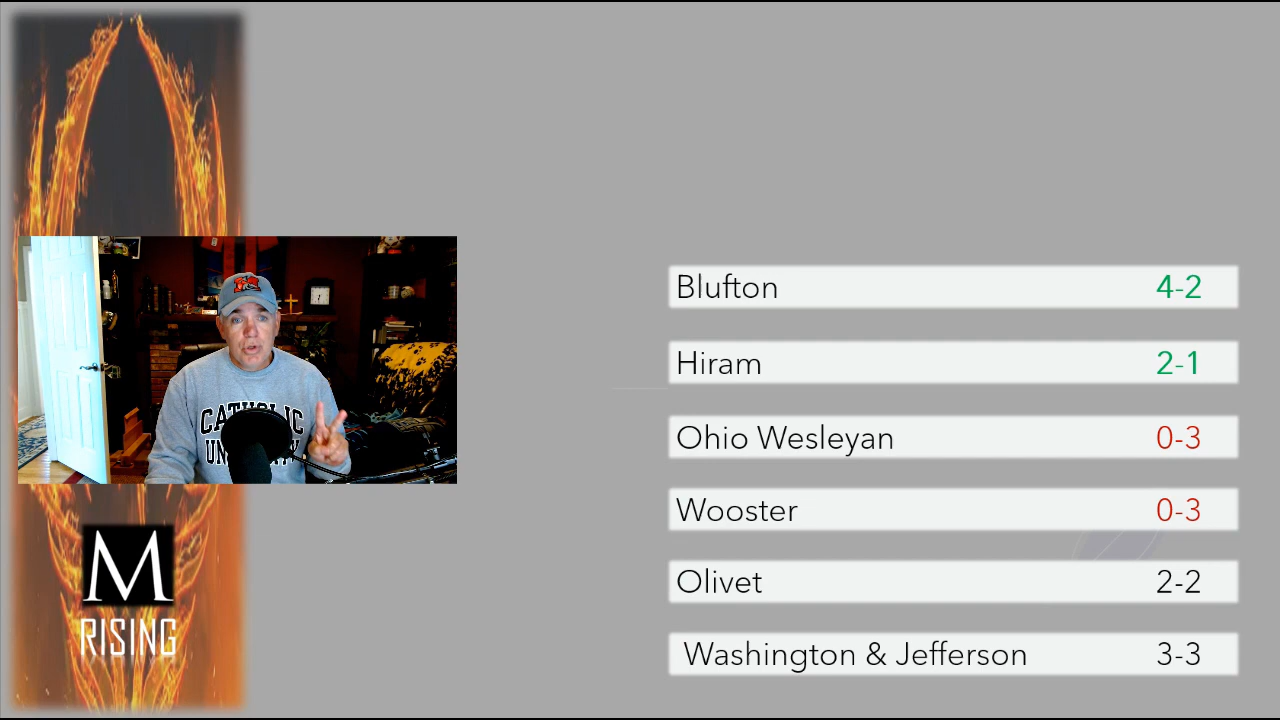 Blufton 4-2
Hiram 2-1
Ohio Wesleyan 0-3
Wooster 0-3
Olivet 2-2
Washington & Jefferson 3-3
CATHOLIC
M
RISING